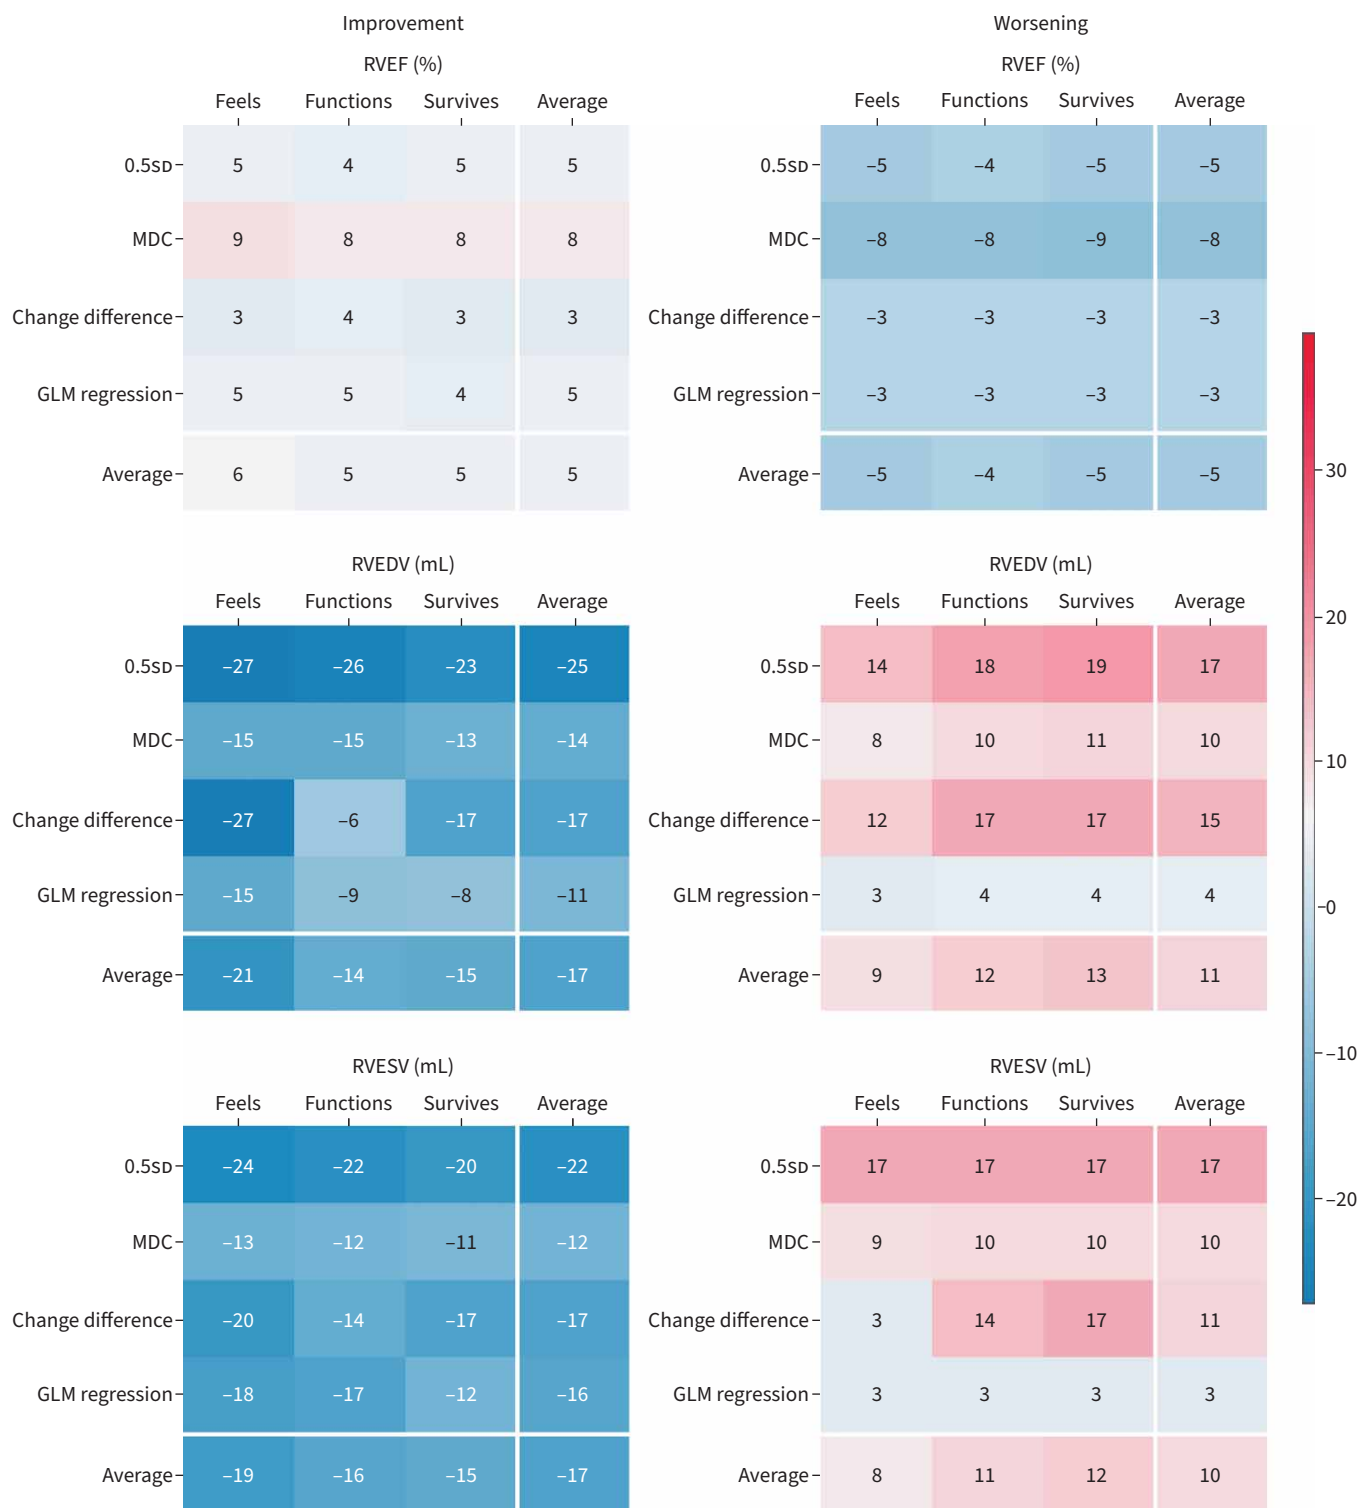 Improvement Worsening
RVEF (%) RVEF (%)
Feels Functions Survives Average Feels Functions Survives Average
0.5SD 5 4 5 5 0.5SD –5 –4 –5 –5
MDC 9 8 8 8 MDC –8 –8 –9 –8
Change difference 3 4 3 3 Change difference –3 –3 –3 –3
GLM regression 5 5 4 5 GLM regression –3 –3 –3 –3
30
Average 6 5 5 5 Average –5 –4 –5 –5
RVEDV (mL) RVEDV (mL)
Feels Functions Survives Average Feels Functions Survives Average
20
0.5SD –27 –26 –23 –25 0.5SD 14 18 19 17
MDC –15 –15 –13 –14 MDC 8 10 11 10
10
Change difference –27 –6 –17 –17 Change difference 12 17 17 15
GLM regression –15 –9 –8 –11 GLM regression 3 4 4 4
0
Average –21 –14 –15 –17 Average 9 12 13 11
–10
RVESV (mL) RVESV (mL)
Feels Functions Survives Average Feels Functions Survives Average
0.5SD –24 –22 –20 –22 0.5SD 17 17 17 17
–20
MDC –13 –12 –11 –12 MDC 9 10 10 10
Change difference –20 –14 –17 –17 Change difference 3 14 17 11
GLM regression –18 –17 –12 –16 GLM regression 3 3 3 3
Average –19 –16 –15 –17 Average 8 11 12 10